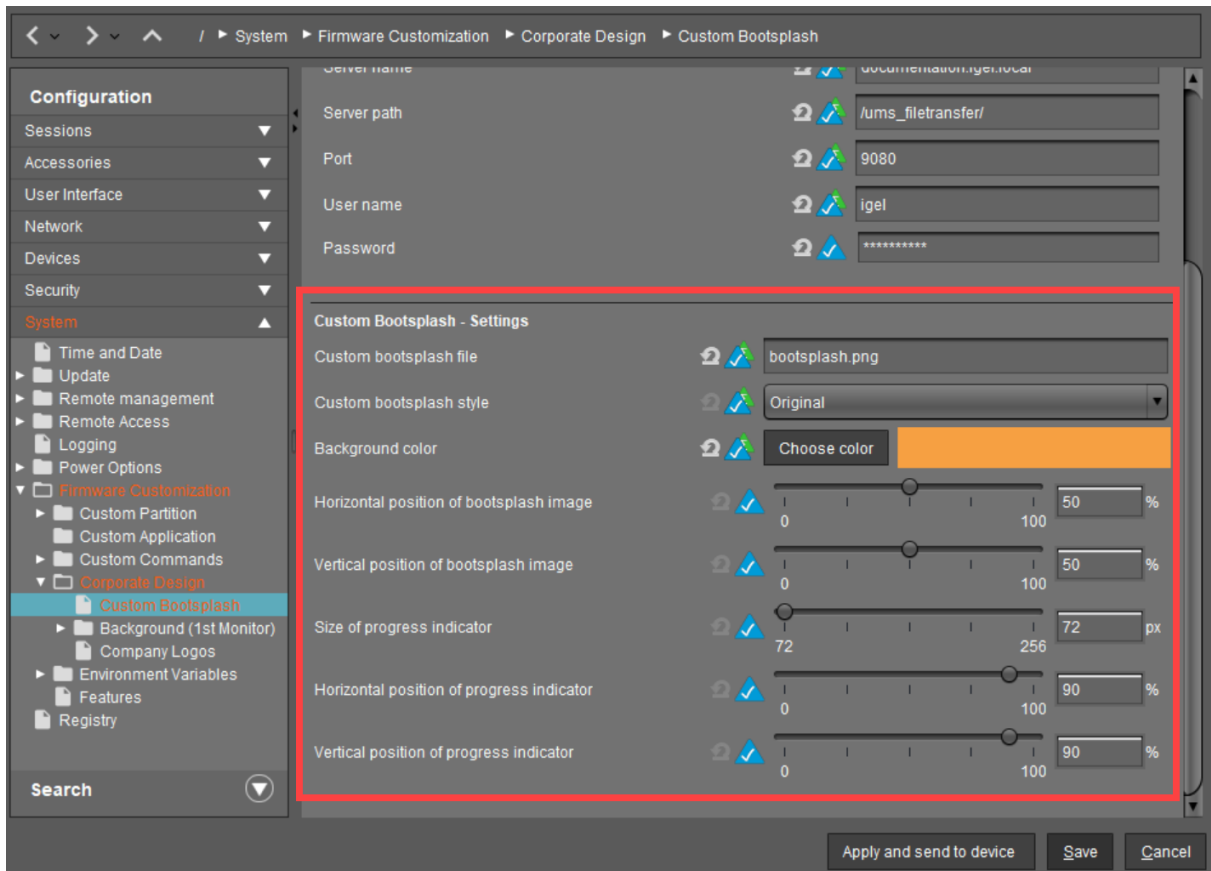 / System Firmware Customization Corporate Design Custom Bootsplash
Configuration
Sessions
Accessories
User Interface
Network
Devices
Security
System
Time and Date
Update
Remote management
Remote Access
Logging
Power Options
Firmware Customization
Custom Partition
Custom Application
Custom Commands
Corporate Design
Custom Bootsplash
Background (1st Monitor)
Company Logos
Environment Variables
Features
Registry
Search
Server name documentation.igel.local
Server path /ums_filetransfer/
Port 9080
User name igel
Password **********
Custom Bootsplash - Settings
Custom bootsplash file bootsplash.png
Custom bootsplash style Original
Background color Choose color
Horizontal position of bootsplash image 50 %
0 100
Vertical position of bootsplash image 50 %
0 100
Size of progress indicator 72 px
72 256
Horizontal position of progress indicator 90 %
0 100
Vertical position of progress indicator 90 %
0 100
Apply and send to device Save Cancel